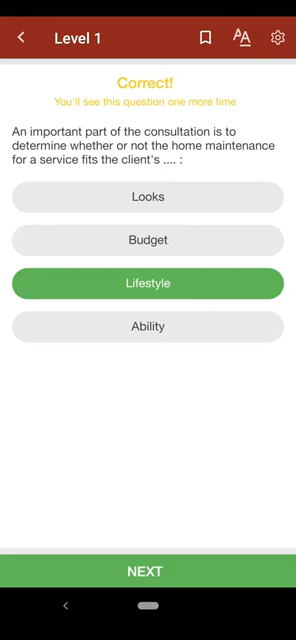 Level 1
AA
Correct!
You'll see this question one more time
An important part of the consultation is to
determine whether or not the home maintenance
for a service fits the client's .... :
Looks
Budget
Lifestyle
Ability
NEXT